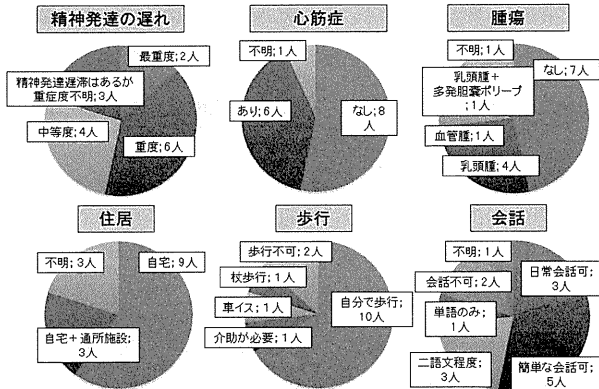 精神発達の遅れ
最重度;2人
精神発達遅滞はあるが
重症度不明;3人
中等度;4人
重度;6人
心筋症
不明;1人
あり;6人
なし;8
人
腫瘍
不明;1人
なし;7人
乳頭腫+
多発胆嚢ポリープ
;1人
血管腫;1人
乳頭腫;4人
住居
不明;3人
自宅;9人
自宅+通所施設;
3人
歩行
歩行不可;2人
杖歩行;1人
車イス;1人
介助が必要;1人
自分で歩行;
10人
会話
不明;1人
会話不可;2人
単語のみ;
1人
二語文程度;
3人
日常会話可;
3人
簡単な会話可;
5人